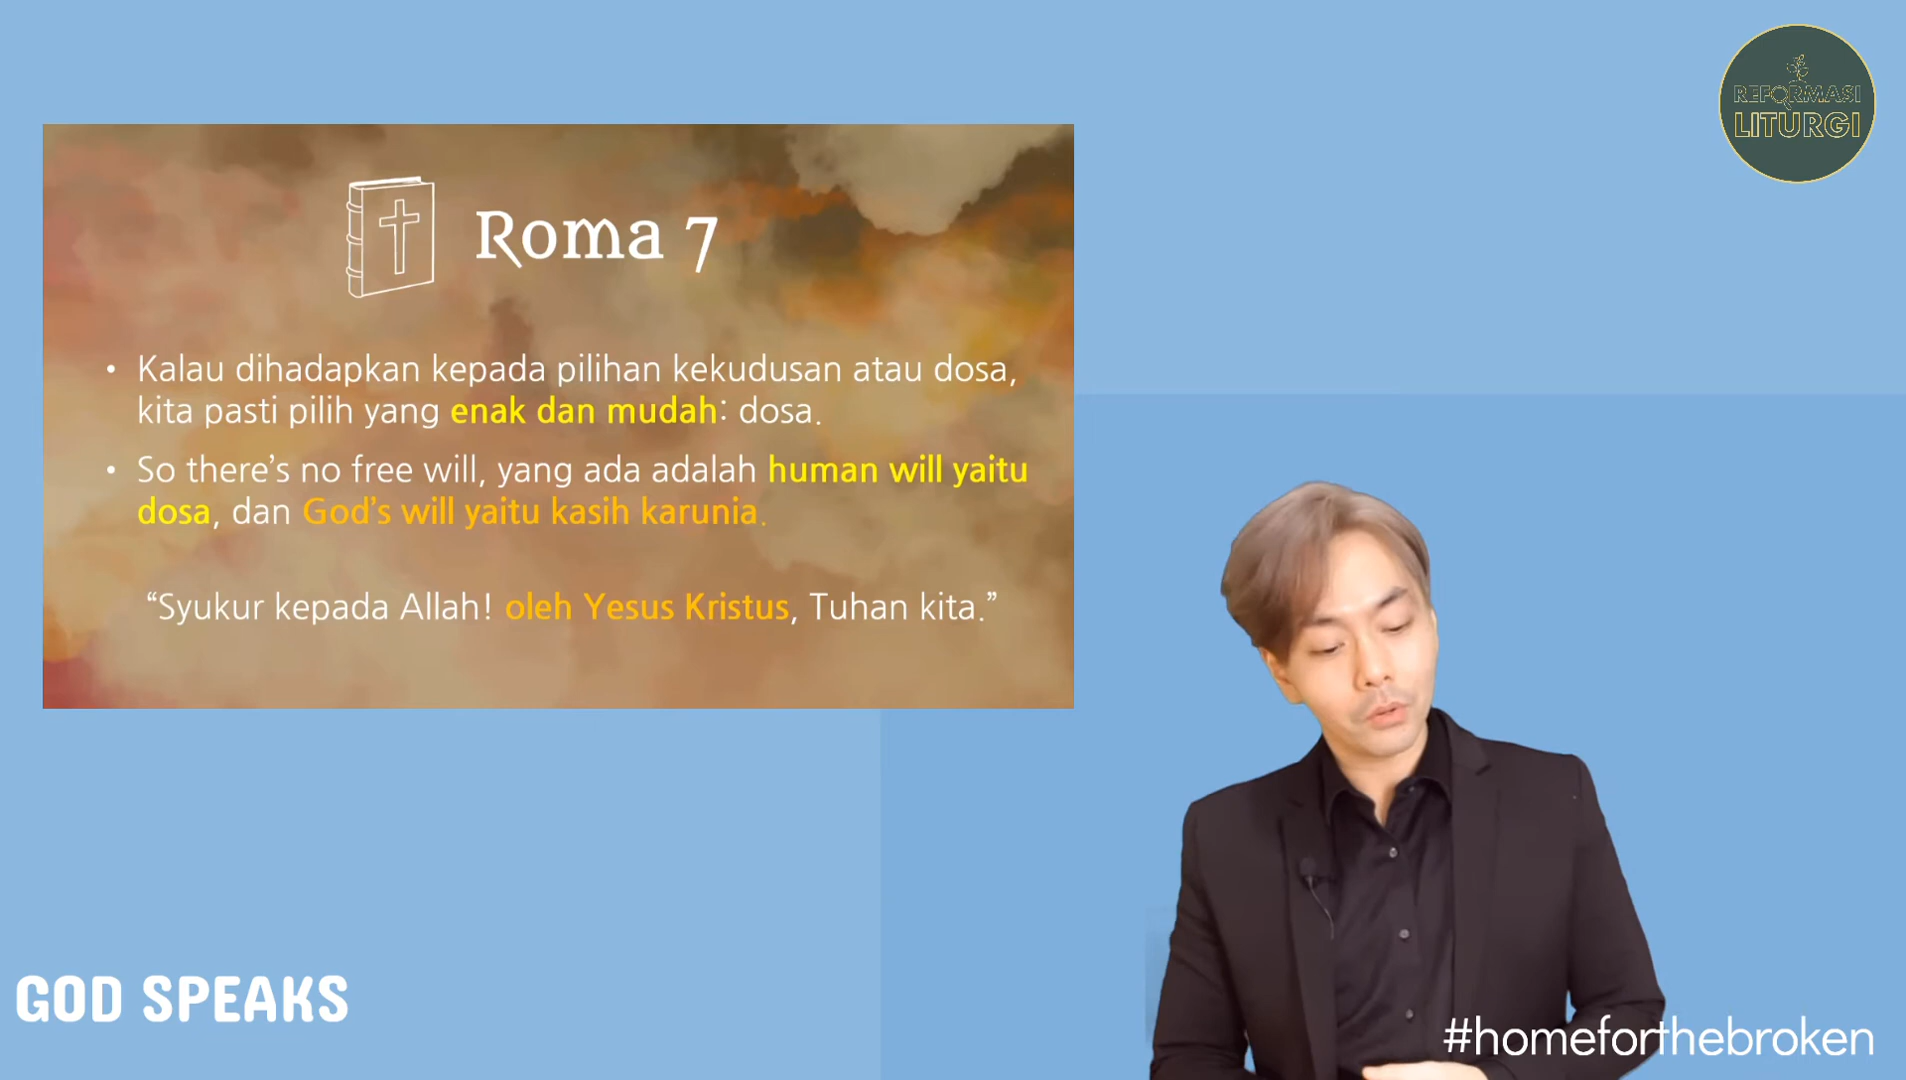 REFORMASI
LITURGI
Roma 7
• Kalau dihadapkan kepada pilihan kekudusan atau dosa,
kita pasti pilih yang enak dan mudah: dosa.
• So there’s no free will, yang ada adalah human will yaitu
dosa, dan God’s will yaitu kasih karunia.
“Syukur kepada Allah! oleh Yesus Kristus, Tuhan kita.”
GOD SPEAKS
#homeforthebroken